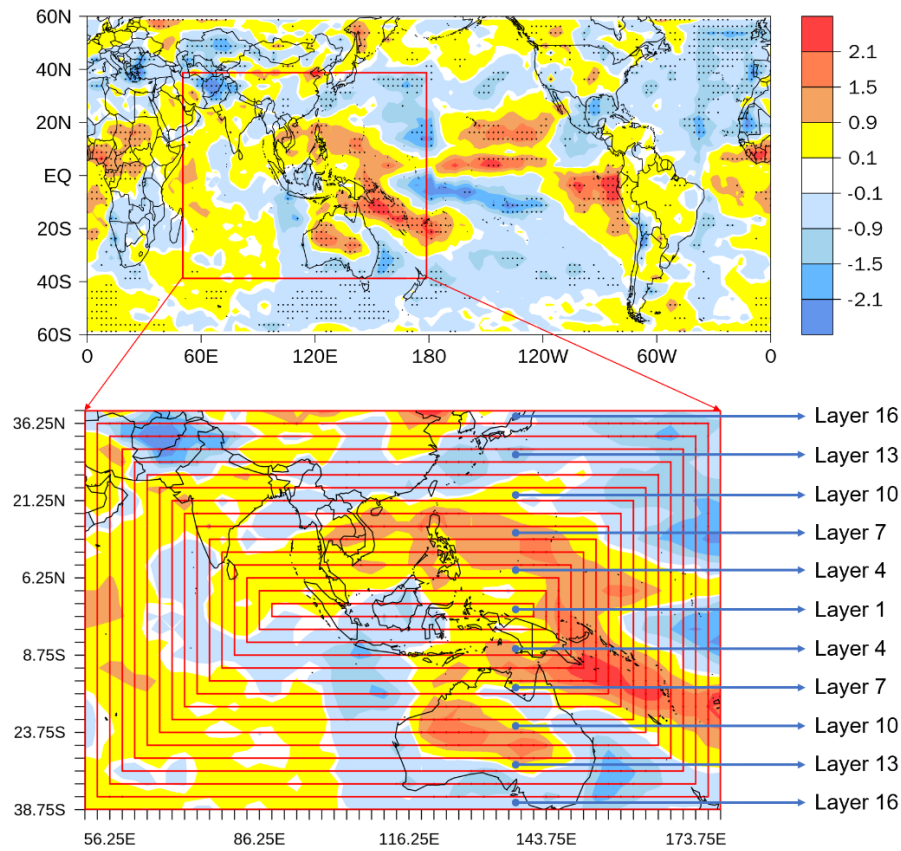 60N
40N
20N
EQ
20S
40S
60S
0 60E 120E 180 120W 60W 0
2.1
1.5
0.9
0.1
-0.1
-0.9
-1.5
-2.1
36.25N
21.25N
6.25N
8.75S
23.75S
38.75S
56.25E 86.25E 116.25E 143.75E 173.75E
Layer 16
Layer 13
Layer 10
Layer 7
Layer 4
Layer 1
Layer 4
Layer 7
Layer 10
Layer 13
Layer 16